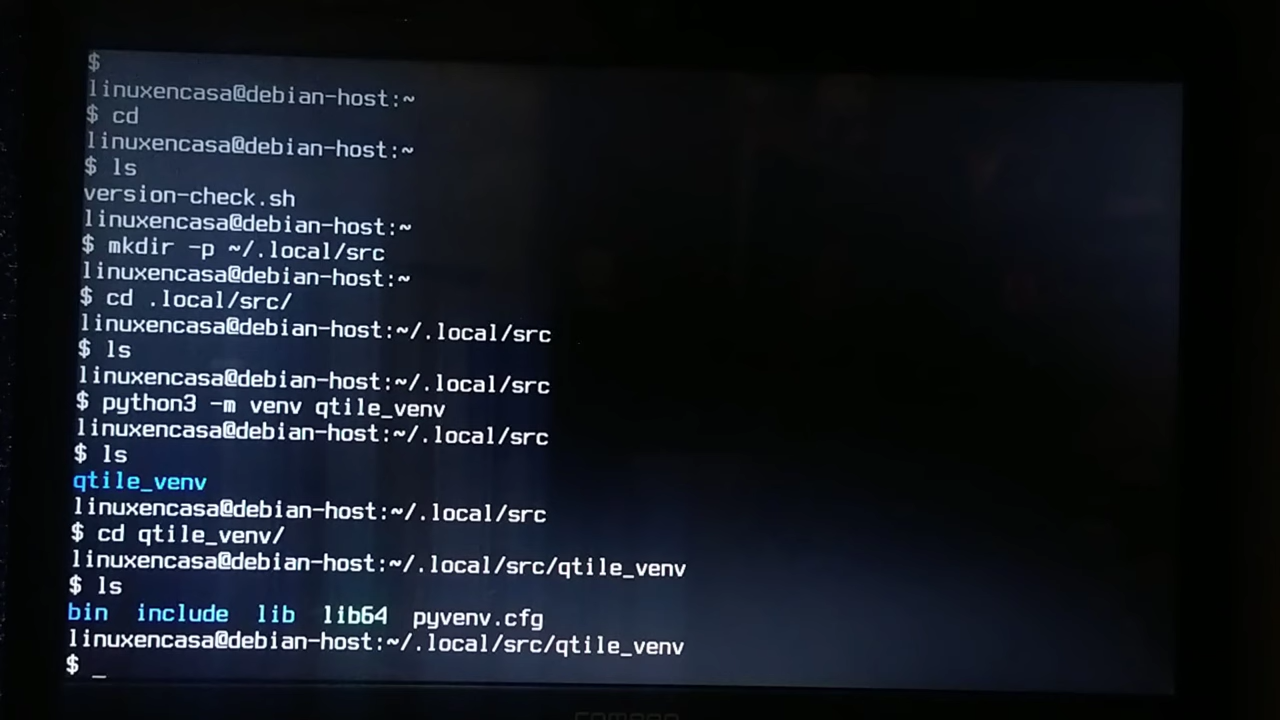 $
linuxencasa@debian-host:~
$ cd
linuxencasa@debian-host:~
$ ls
version-check.sh
linuxencasa@debian-host:~
$ mkdir -p ~/.local/src
linuxencasa@debian-host:~
$ cd .local/src/
linuxencasa@debian-host:~/.local/src
$ ls
linuxencasa@debian-host:~/.local/src
$ python3 -m venv qtile_venv
linuxencasa@debian-host:~/.local/src
$ ls
qtile_venv
linuxencasa@debian-host:~/.local/src
$ cd qtile_venv/
linuxencasa@debian-host:~/.local/src/qtile_venv
$ ls
bin include lib lib64 pyvenv.cfg
linuxencasa@debian-host:~/.local/src/qtile_venv
$ _